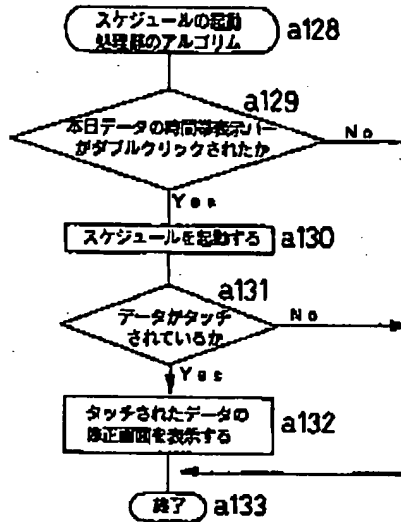 スケジュールの起動
処理部のアルゴリム
a128
a129
本日データの時間帯表示バー
がダブルクリックされたか
No
Yes
スケジュールを起動する
a130
a131
データがタッチ
されているか
No
Yes
タッチされたデータの
修正画面を表示する
a132
終了
a133